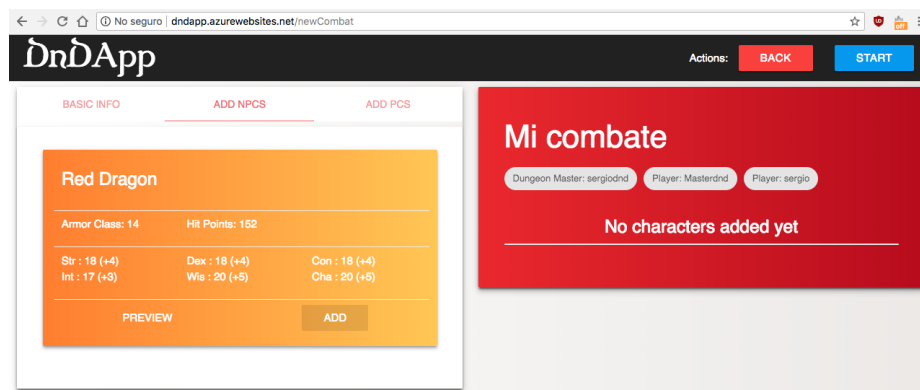 No seguro | dndapp.azurewebsites.net/newCombat
off
DnDApp
Actions: BACK START
BASIC INFO ADD NPCS ADD PCS
Red Dragon
Armor Class: 14 Hit Points: 152
Str : 18 (+4) Dex : 18 (+4) Con : 18 (+4)
Int : 17 (+3) Wis : 20 (+5) Cha : 20 (+5)
PREVIEW ADD
Mi combate
Dungeon Master: sergiodnd Player: Masterdnd Player: sergio
No characters added yet